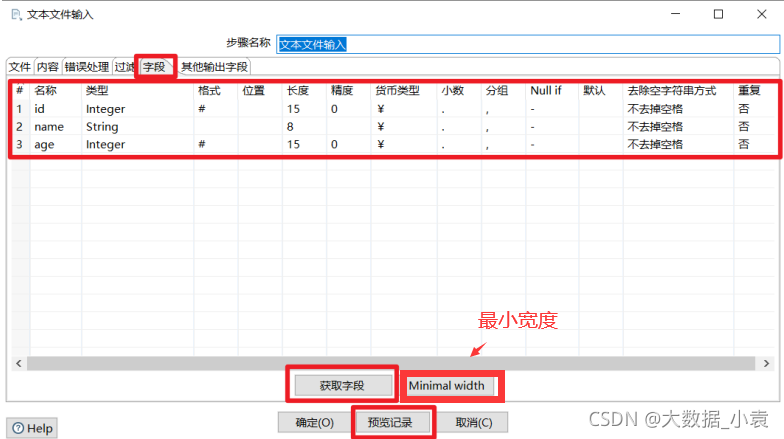 文本文件输入
步骤名称 文本文件输入
文件 内容 错误处理 过滤 字段 其他输出字段
# 名称 类型 格式 位置 长度 精度 货币类型 小数 分组 Null if 默认 去除空字符串方式 重复
1 id Integer # 15 0 ¥ . , - 不去掉空格 否
2 name String 8 ¥ . , - 不去掉空格 否
3 age Integer # 15 0 ¥ . , - 不去掉空格 否
最小宽度
获取字段 Minimal width
Help 确定(O) 预览记录 取消(C)
CSDN @大数据_小袁